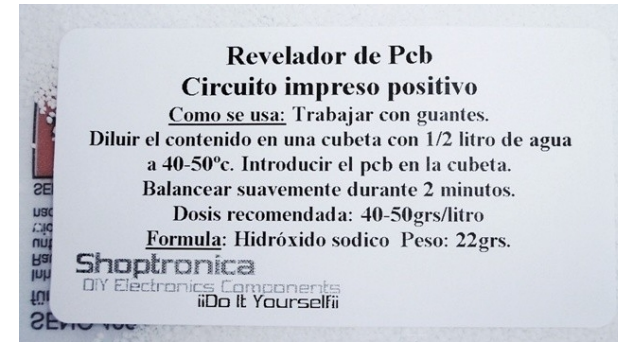 Revelador de Pcb
Circuito impreso positivo
Como se usa: Trabajar con guantes.
Diluir el contenido en una cubeta con 1/2 litro de agua
a 40-50ºc. Introducir el pcb en la cubeta.
Balancear suavemente durante 2 minutos.
Dosis recomendada: 40-50grs/litro
Formula: Hidróxido sodico Peso: 22grs.
Shoptronica
DIY Electronics Components
¡¡Do It Yourself¡¡